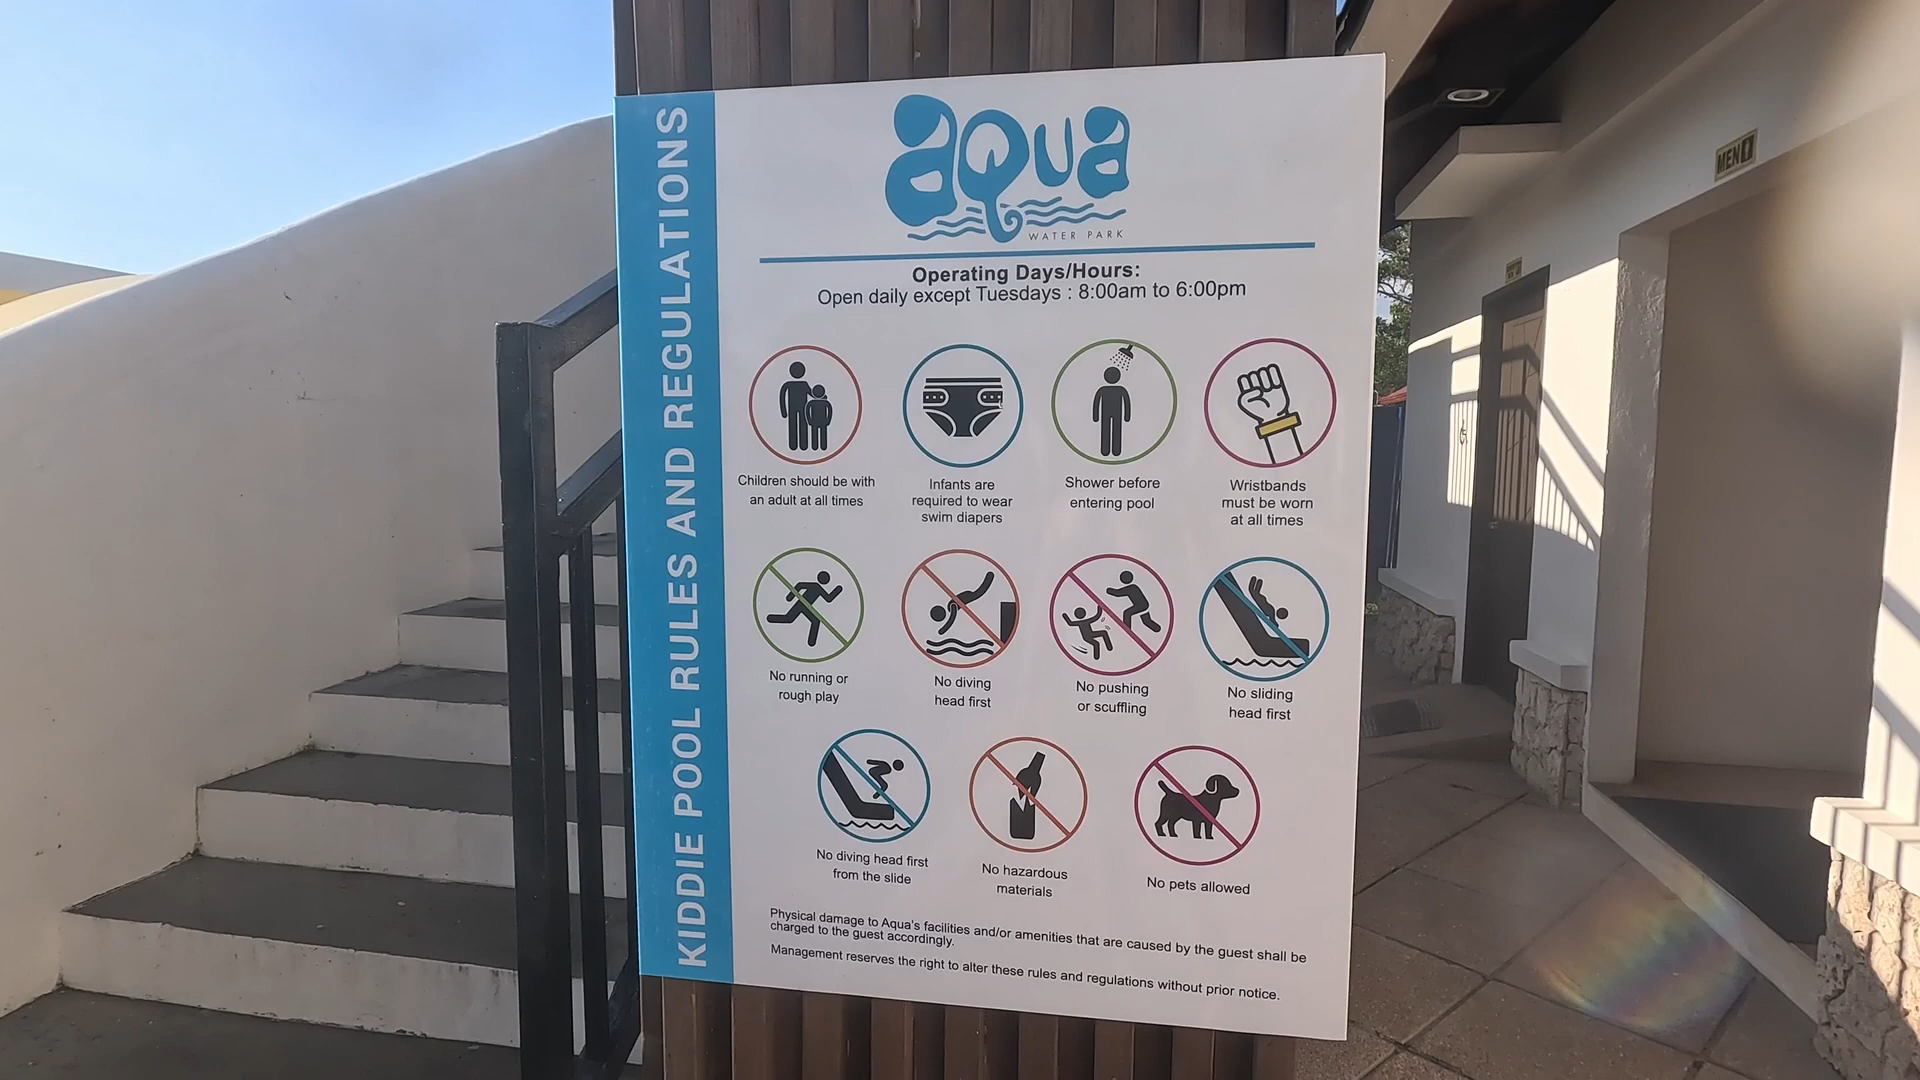 KIDDIE POOL RULES AND REGULATIONS
aqua
WATER PARK
Operating Days/Hours:
Open daily except Tuesdays : 8:00am to 6:00pm
Children should be with
an adult at all times
Infants are
required to wear
swim diapers
Shower before
entering pool
Wristbands
must be worn
at all times
No running or
rough play
No diving
head first
No pushing
or scuffling
No sliding
head first
No diving head first
from the slide
No hazardous
materials
No pets allowed
Physical damage to Aqua's facilities and/or amenities that are caused by the guest shall be
charged to the guest accordingly.
Management reserves the right to alter these rules and regulations without prior notice.
MEN